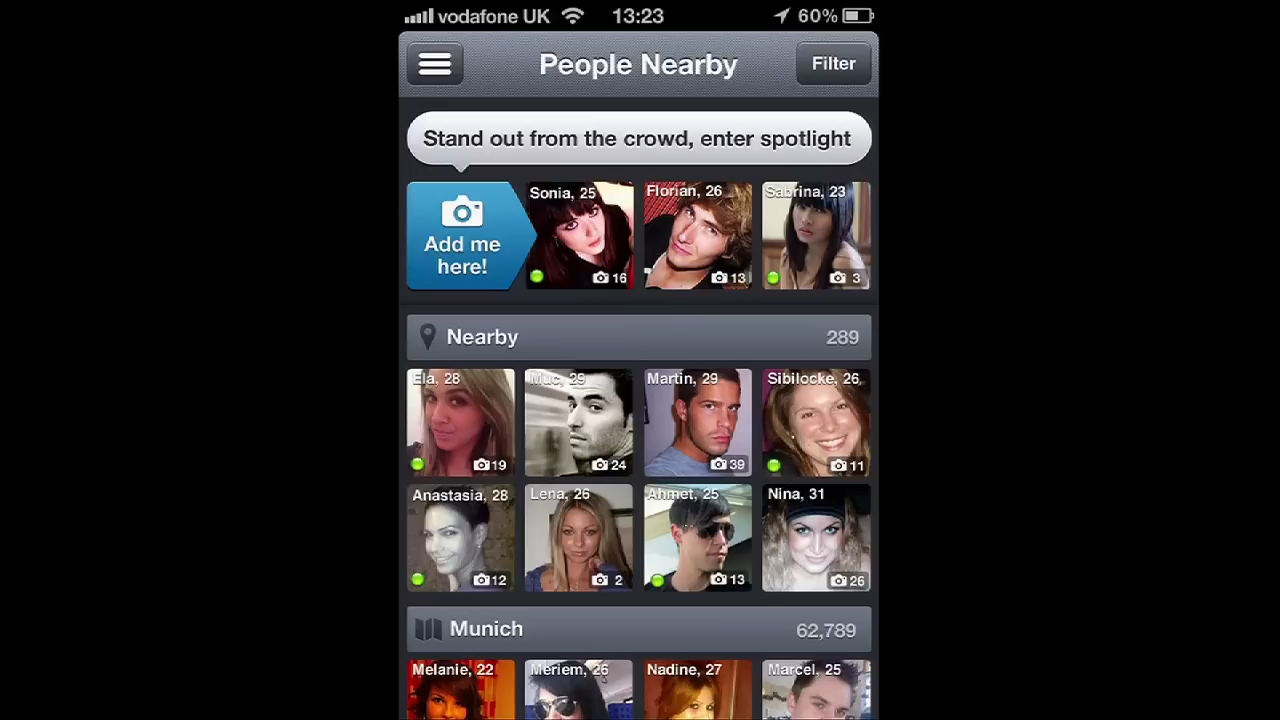 vodafone UK 13:23 60%
People Nearby
Filter
Stand out from the crowd, enter spotlight
Add me
here!
Sonia, 25
16
Florian, 26
13
Sabrina, 23
3
Nearby
289
Ela, 28
19
Muc, 29
24
Martin, 29
39
Sibilocke, 26
11
Anastasia, 28
12
Lena, 26
2
Ahmet, 25
13
Nina, 31
26
Munich
62,789
Melanie, 22
Meriem, 26
Nadine, 27
Marcel, 25